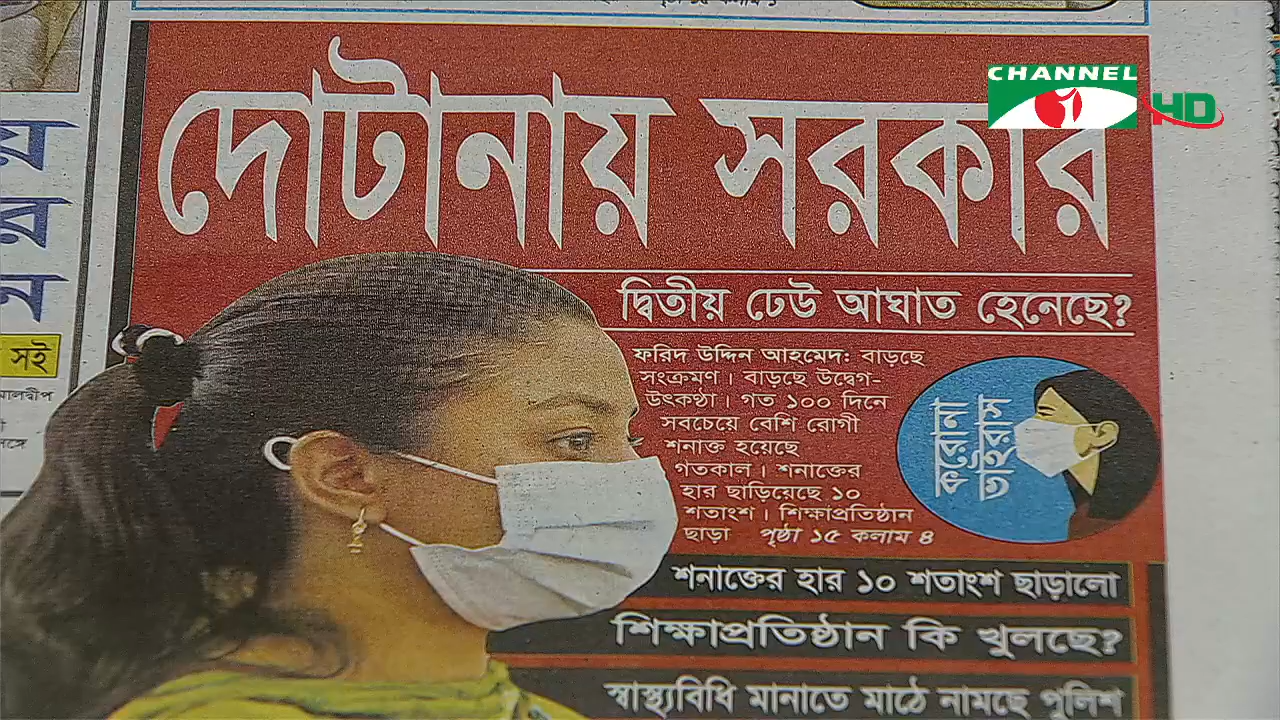 CHANNEL
HD
দোটানায় সরকার
দ্বিতীয় ঢেউ আঘাত হেনেছে?
ফরিদ উদ্দিন আহমেদ: বাড়ছে
সংক্রমণ। বাড়ছে উদ্বেগ-
উৎকণ্ঠা। গত ১০০ দিনে
সবচেয়ে বেশি রোগী
শনাক্ত হয়েছে
গতকাল। শনাক্তের
হার ছাড়িয়েছে ১০
শতাংশ। শিক্ষাপ্রতিষ্ঠান
ছাড়া পৃষ্ঠা ১৫ কলাম ৪
করোনা
ভাইরাস
শনাক্তের হার ১০ শতাংশ ছাড়ালো
শিক্ষাপ্রতিষ্ঠান কি খুলছে?
স্বাস্থ্যবিধি মানাতে মাঠে নামছে পুলিশ
সই